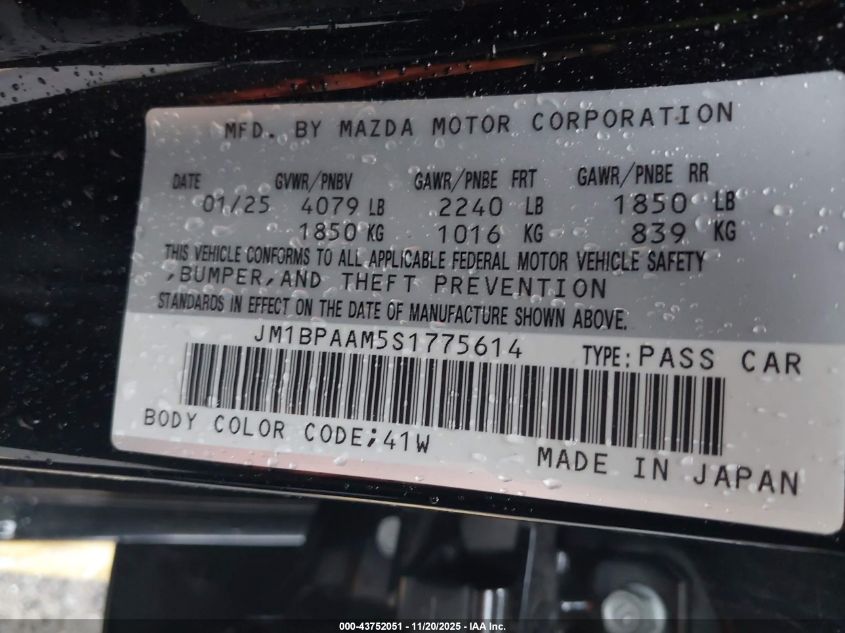 MFD. BY MAZDA MOTOR CORPORATION
DATE GVWR/PNBV GAWR/PNBE FRT GAWR/PNBE RR
01/25 4079 LB 2240 LB 1850 LB
1850 KG 1016 KG 839 KG
THIS VEHICLE CONFORMS TO ALL APPLICABLE FEDERAL MOTOR VEHICLE SAFETY
,BUMPER,AND THEFT PREVENTION
STANDARDS IN EFFECT ON THE DATE OF MANUFACTURE SHOWN ABOVE.
JM1BPAAM5S1775614 TYPE:PASS CAR
BODY COLOR CODE;41W
MADE IN JAPAN
000-43752051 - 11/20/2025 - IAA Inc.